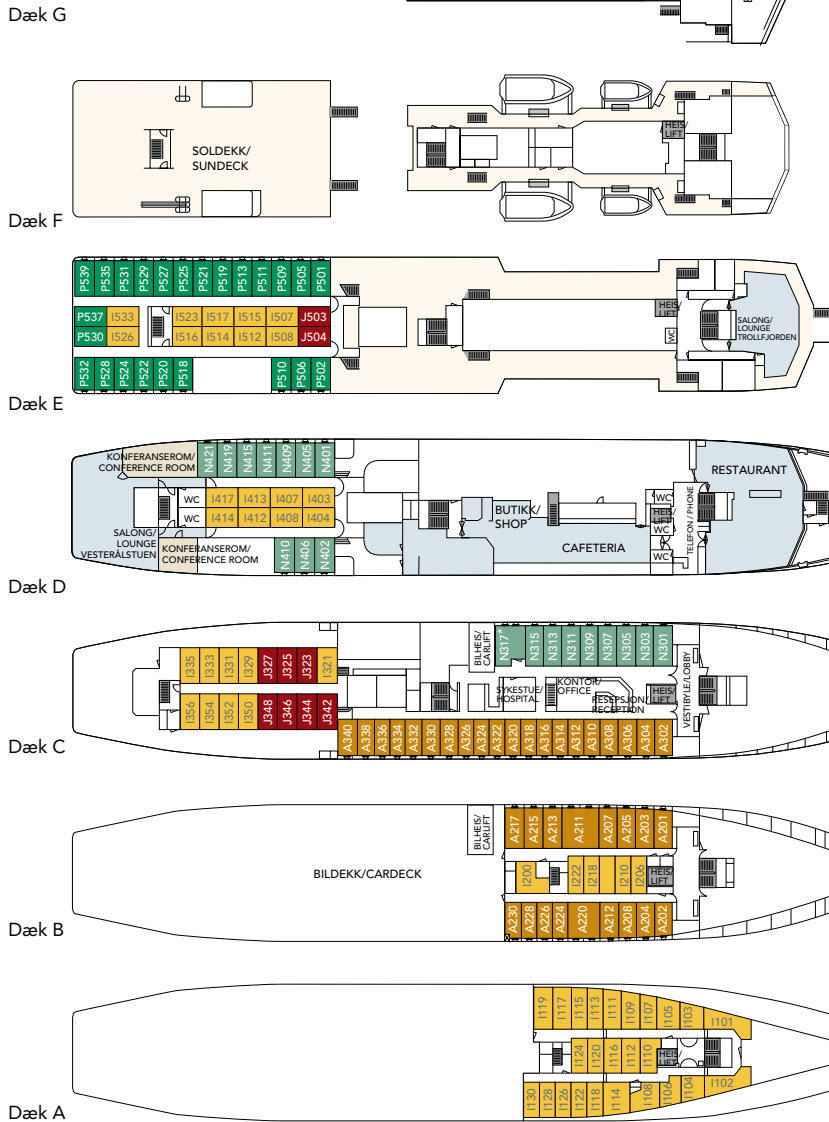 Dæk G
HEIS/
LIFT
SOLDEKK/
SUNDECK
Dæk F
P539 P535 P531 P529 P527 P525 P521 P519 P513 P511 P509 P505 P501
P537 I533 I523 I517 I515 I507 J503
P530 I526 I516 I514 I512 I508 J504
HEIS/
LIFT
WC
SALONG/
LOUNGE
TROLLFJORDEN
P532 P528 P524 P522 P520 P518 P510 P506 P502
Dæk E
KONFERANSEROM/
CONFERENCE ROOM
N421 N419 N415 N411 N409 N405 N401
RESTAURANT
WC I417 I413 I407 I403
WC I414 I412 I408 I404
BUTIKK/
SHOP
WC
HEIS/
LIFT
WC
WC
TELEFON / PHONE
CAFETERIA
SALONG/
LOUNGE
VESTERÅLSTUEN
KONFERANSEROM/
CONFERENCE ROOM
N410 N406 N402
Dæk D
BILHEIS/
CARLIFT
N317* N315 N313 N311 N309 N307 N305 N303 N301
I335 I333 I331 I329 J327 J325 J323 I321
SYKESTUE/
HOSPITAL
KONTOR/
OFFICE
RESEPSJON/
RECEPTION
HEIS/
LIFT
VESTIBYLE/LOBBY
I356 I354 I352 I350 J348 J346 J344 J342
A340 A338 A336 A334 A332 A330 A328 A326 A324 A322 A320 A318 A316 A314 A312 A310 A308 A306 A304 A302
Dæk C
BILHEIS/
CARLIFT
A217 A215 A213 A211 A207 A205 A203 A201
BILDEKK/CARDECK
I200 I222 I218 I210 I206
HEIS/
LIFT
A230 A228 A226 A224 A220 A212 A208 A204 A202
Dæk B
I119 I117 I115 I113 I111 I109 I107 I105 I103 I101
I124 I120 I116 I112 I110
HEIS/
LIFT
I130 I128 I126 I122 I118 I114 I108 I106 I104 I102
Dæk A